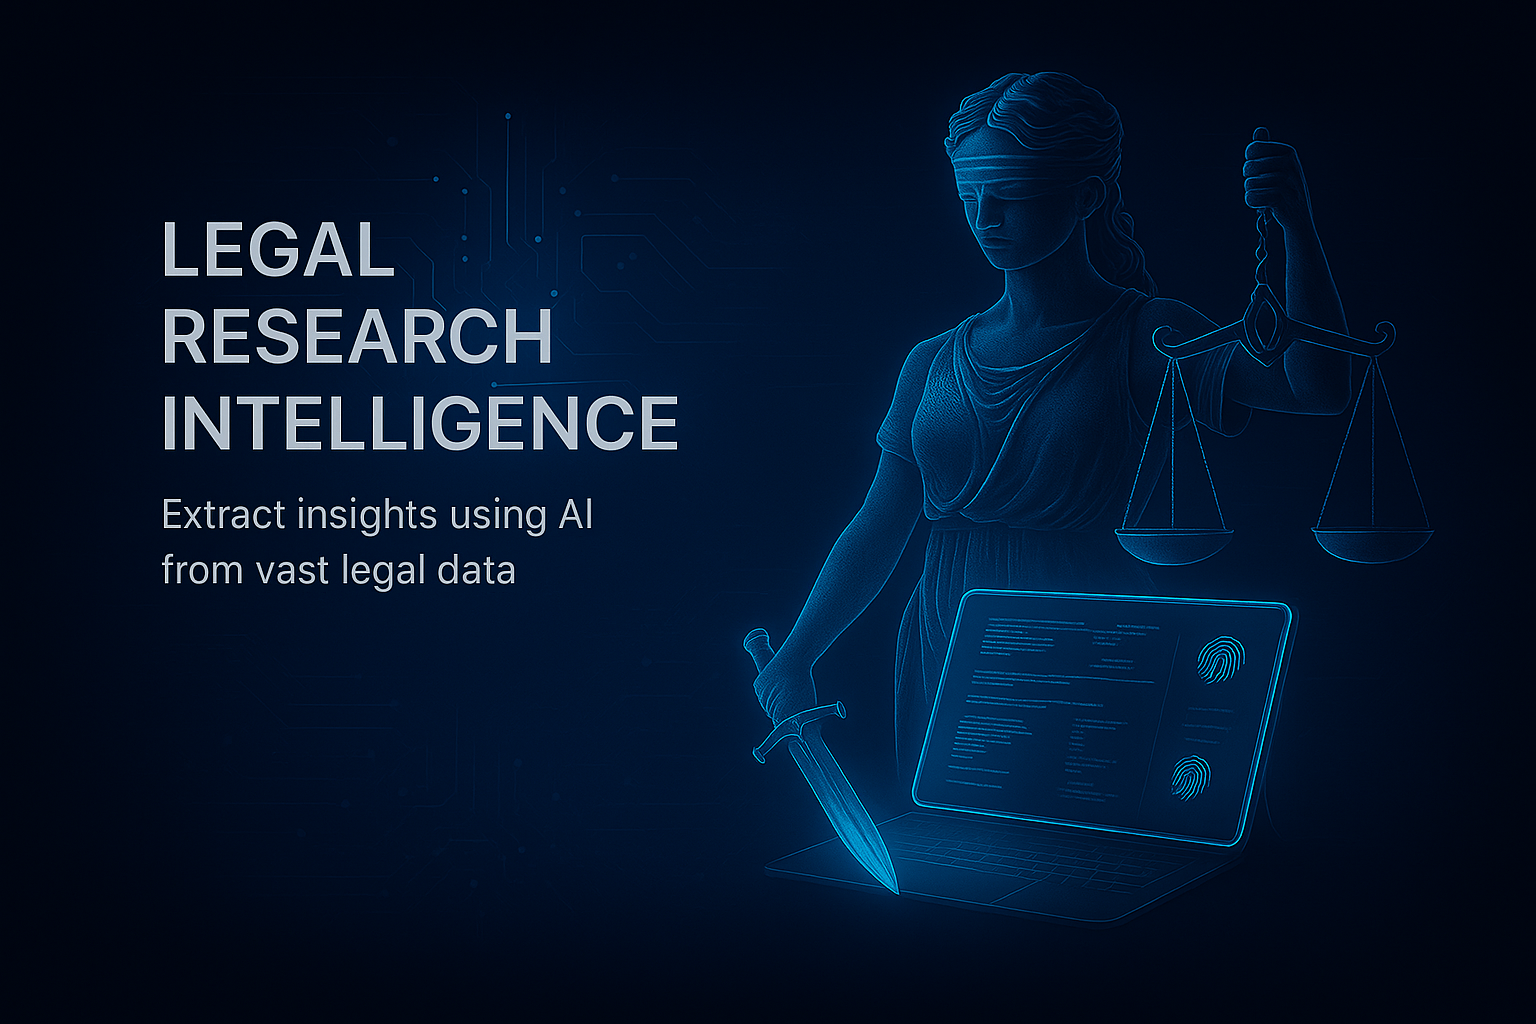 LEGAL
RESEARCH
INTELLIGENCE
Extract insights using AI
from vast legal data